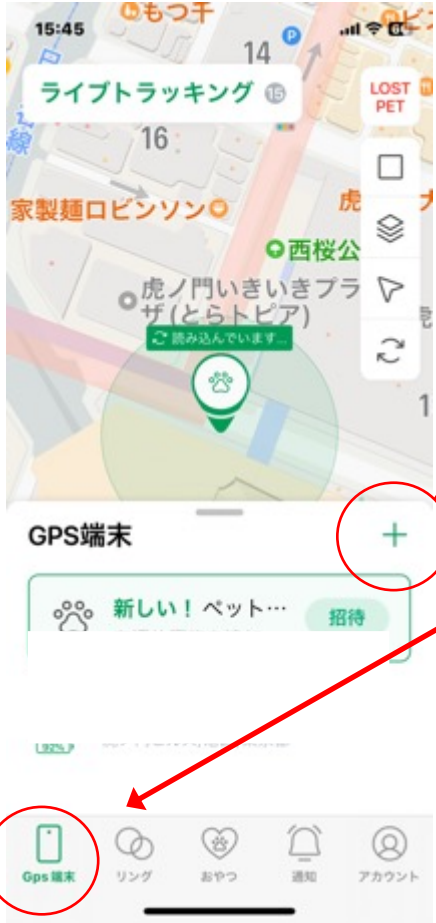 おもつ千
15:45
14
P
ライブトラッキング 15
LOST
PET
16
家製麺ロビンソン
虎
西桜公
虎ノ門いきいきプラ
ザ(とらトピア)
読み込んでいます...
1
GPS端末
新しい！ ペット…
招待
92%
Gps 端末
リング
おやつ
通知
アカウント